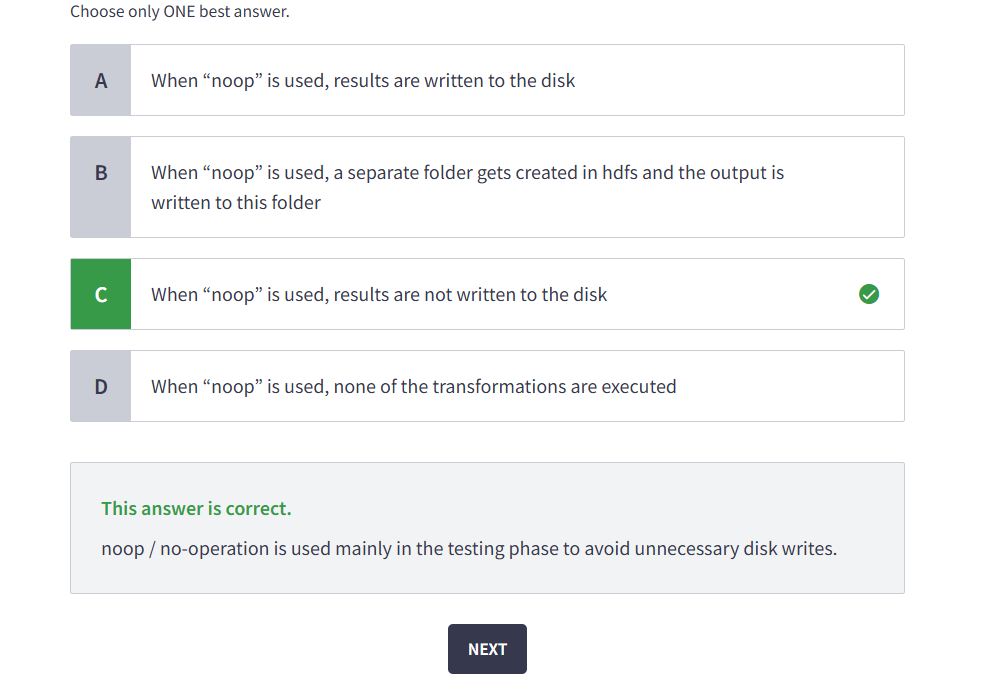 Choose only ONE best answer.
A
When “noop” is used, results are written to the disk
B
When “noop” is used, a separate folder gets created in hdfs and the output is
written to this folder
C
When “noop” is used, results are not written to the disk
D
When “noop” is used, none of the transformations are executed
This answer is correct.
noop / no-operation is used mainly in the testing phase to avoid unnecessary disk writes.
NEXT